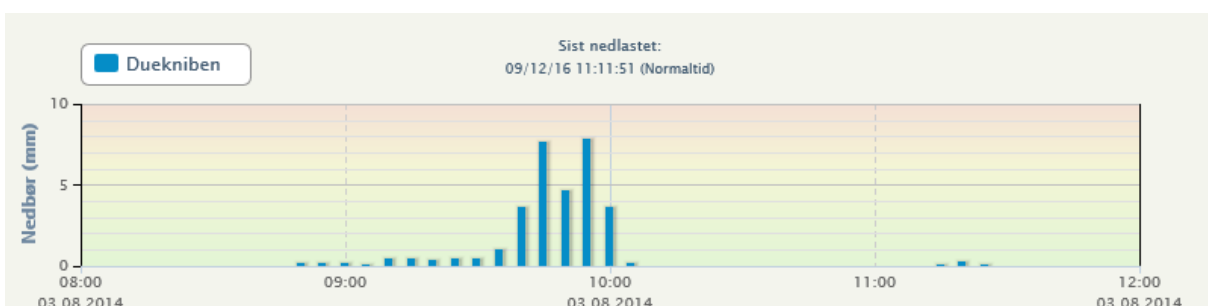 Duekniben
Sist nedlastet:
09/12/16 11:11:51 (Normaltid)
Nedbør (mm)
10
5
0
08:00 09:00 10:00 11:00 12:00
03.08.2014 03.08.2014 03.08.2014